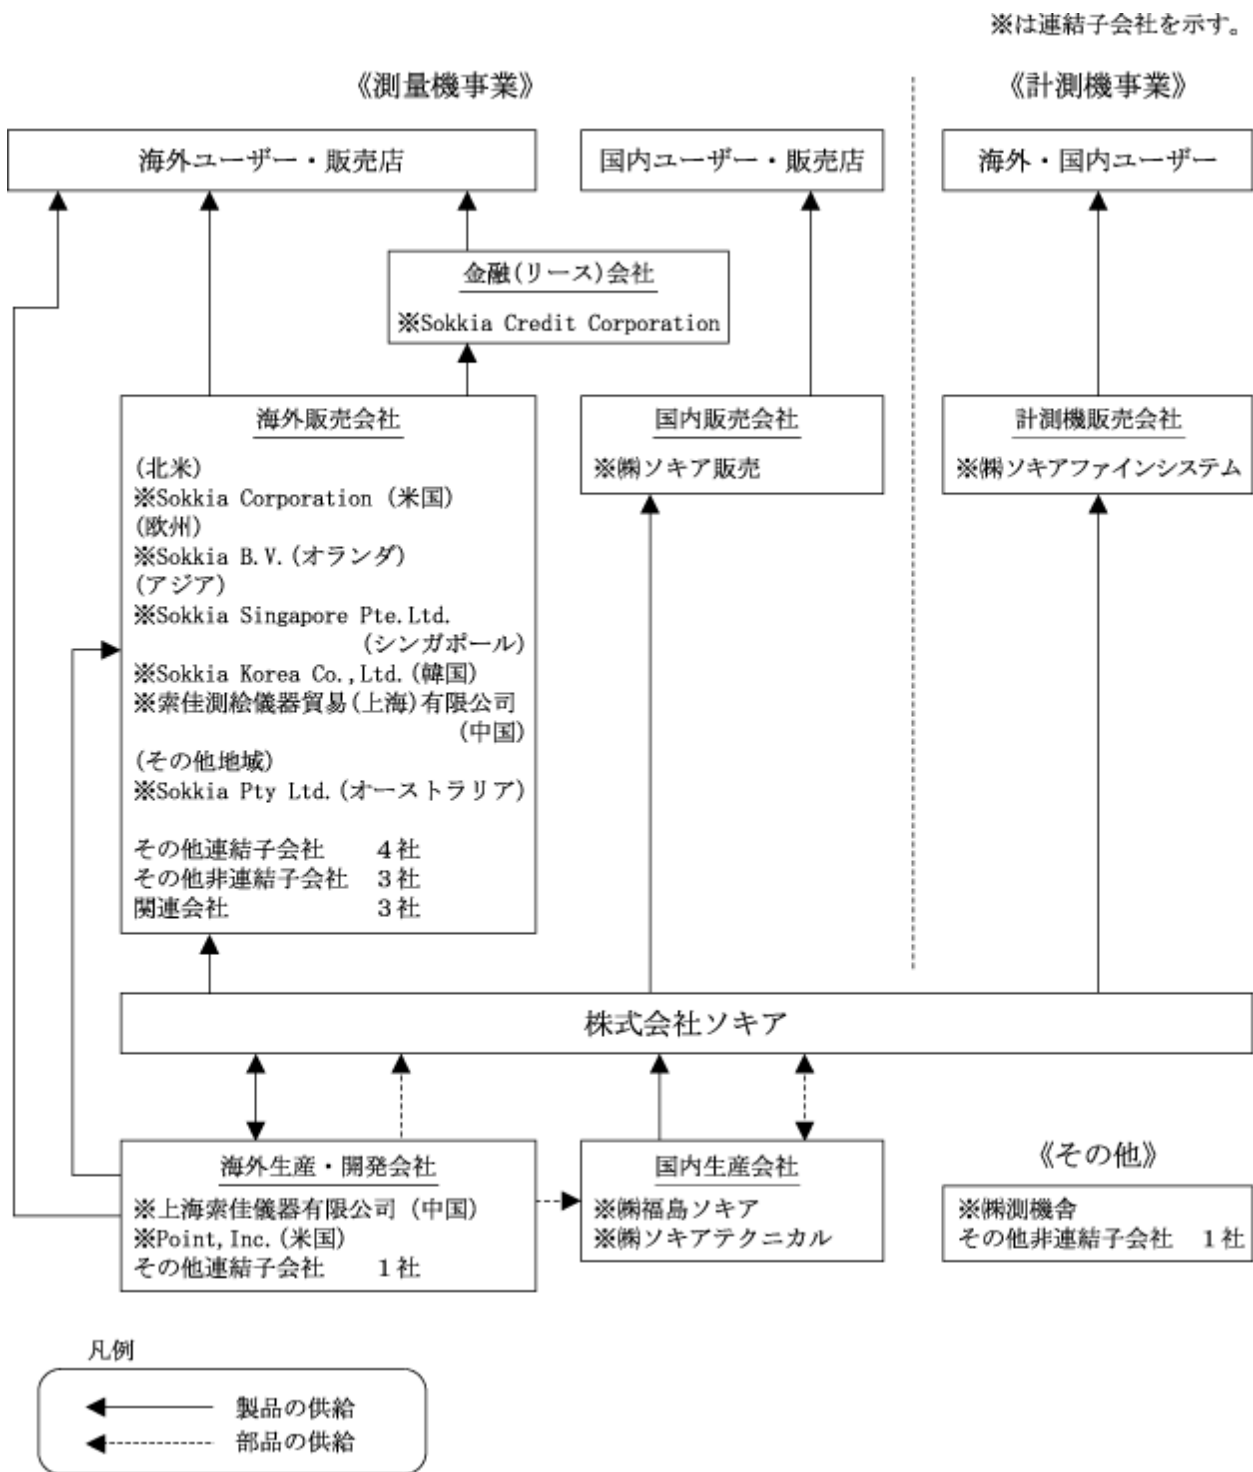 ※は連結子会社を示す。
《測量機事業》
《計測機事業》
海外ユーザー・販売店
国内ユーザー・販売店
海外・国内ユーザー
金融(リース)会社
※Sokkia Credit Corporation
海外販売会社
(北米)
※Sokkia Corporation (米国)
(欧州)
※Sokkia B.V.(オランダ)
(アジア)
※Sokkia Singapore Pte.Ltd.
(シンガポール)
※Sokkia Korea Co.,Ltd.(韓国)
※索佳測絵儀器貿易(上海)有限公司
(中国)
(その他地域)
※Sokkia Pty Ltd.(オーストラリア)
その他連結子会社 4社
その他非連結子会社 3社
関連会社 3社
国内販売会社
※㈱ソキア販売
計測機販売会社
※㈱ソキアファインシステム
株式会社ソキア
海外生産・開発会社
※上海索佳儀器有限公司 (中国)
※Point,Inc.(米国)
その他連結子会社 1社
国内生産会社
※㈱福島ソキア
※㈱ソキアテクニカル
《その他》
※㈱測機舎
その他非連結子会社 1社
凡例
製品の供給
部品の供給